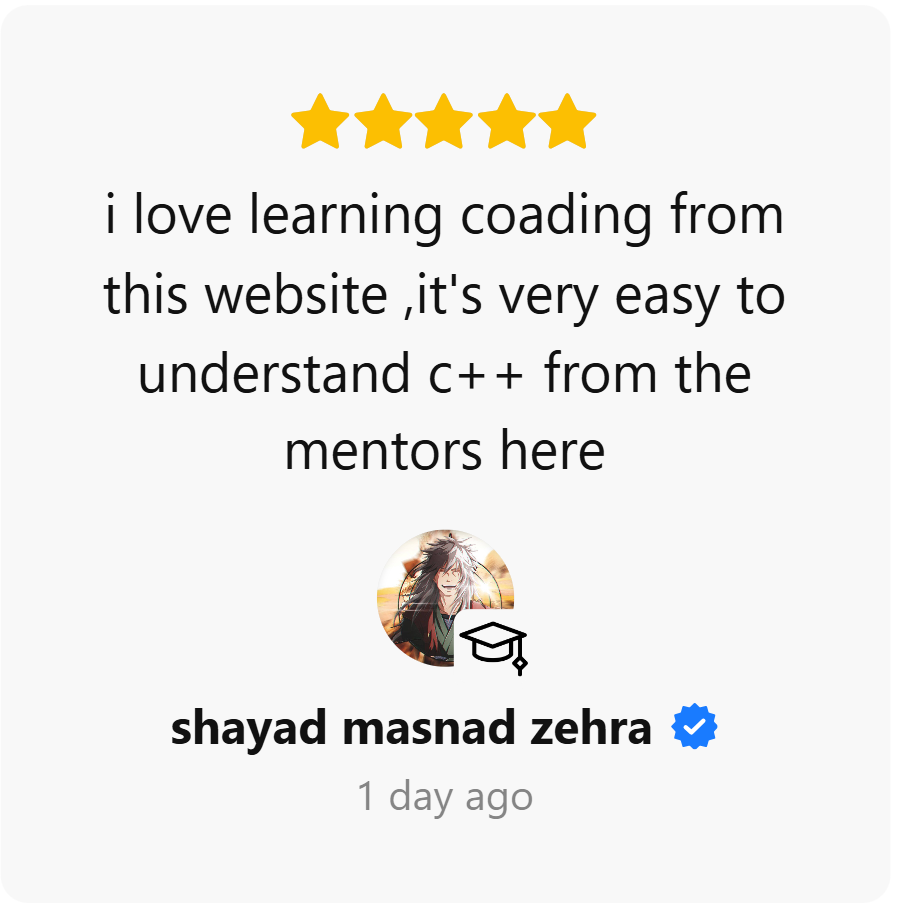 i love learning coading from
this website ,it's very easy to
understand c++ from the
mentors here
shayad masnad zehra
1 day ago